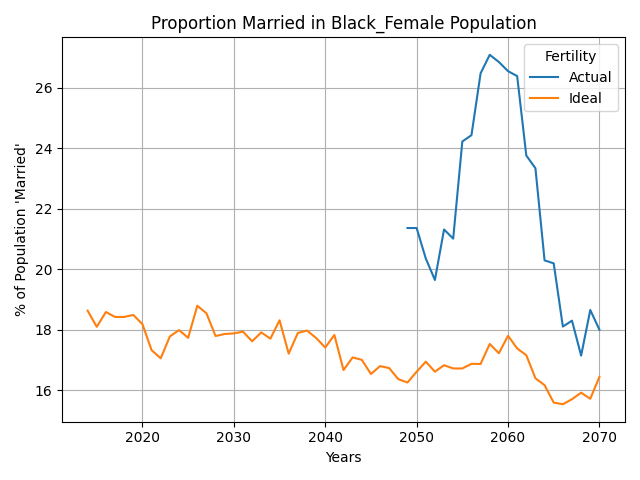 Proportion Married in Black_Female Population
Fertility
Actual
Ideal
% of Population 'Married'
26
24
22
20
18
16
2020
2030
2040
2050
2060
2070
Years